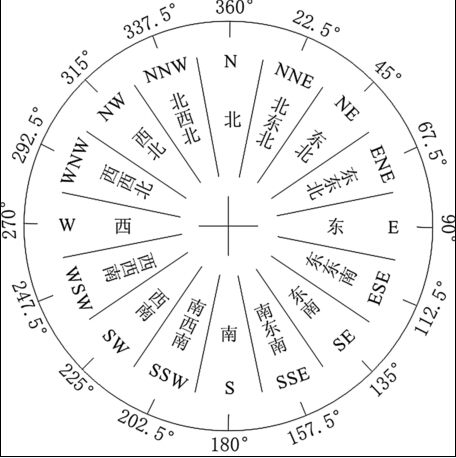 360°
22.5°
45°
67.5°
90°
112.5°
135°
157.5°
180°
202.5°
225°
247.5°
270°
292.5°
315°
337.5°
N
北
NNE
北东北
NE
东北
ENE
东东北
E
东
ESE
东东南
SE
东南
SSE
南东南
S
南
SSW
南西南
SW
西南
WSW
西西南
W
西
WNW
西西北
NW
西北
NNW
北西北